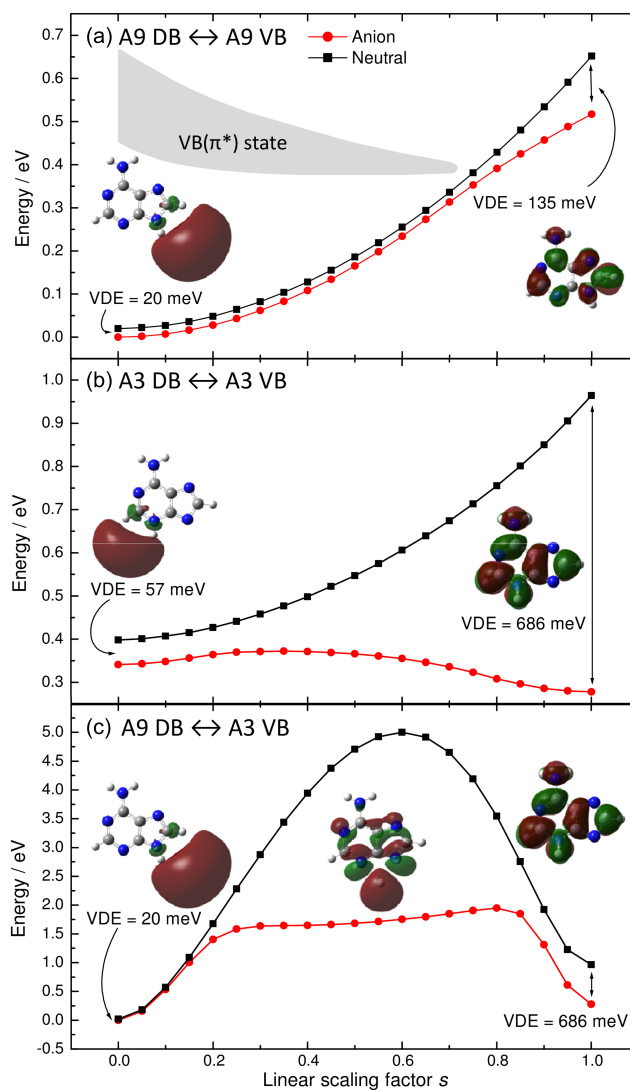 (a) A9 DB ↔ A9 VB
Anion
Neutral
0.7
0.6
0.5
0.4
0.3
0.2
0.1
0.0
Energy / eV
VB(π*) state
VDE = 135 meV
VDE = 20 meV
(b) A3 DB ↔ A3 VB
1.0
0.9
0.8
0.7
0.6
0.5
0.4
0.3
Energy / eV
VDE = 57 meV
VDE = 686 meV
(c) A9 DB ↔ A3 VB
5.0
4.5
4.0
3.5
3.0
2.5
2.0
1.5
1.0
0.5
0.0
-0.5
Energy / eV
VDE = 20 meV
VDE = 686 meV
0.0 0.2 0.4 0.6 0.8 1.0
Linear scaling factor s